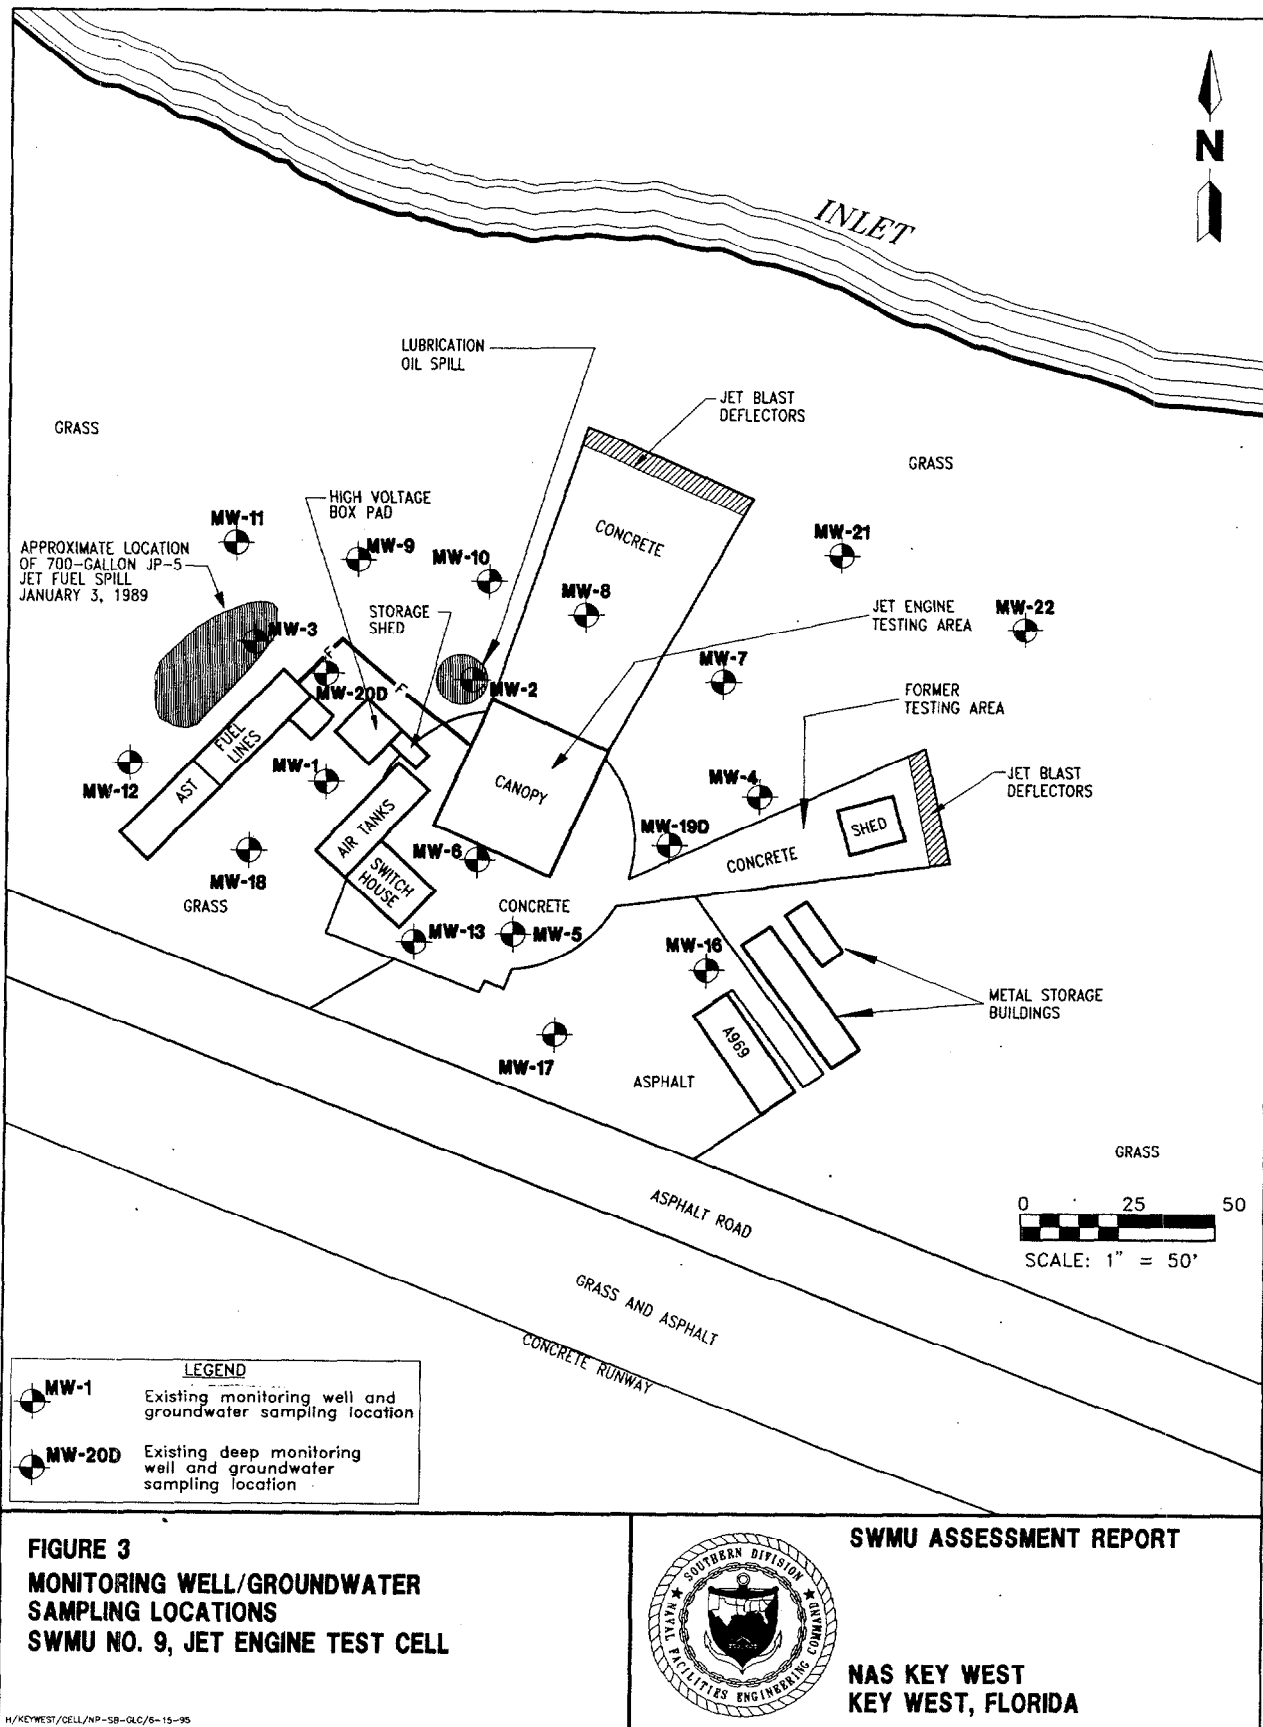 N
INLET
LUBRICATION
OIL SPILL
JET BLAST
DEFLECTORS
GRASS
GRASS
HIGH VOLTAGE
BOX PAD
MW-11
MW-9
MW-10
MW-21
APPROXIMATE LOCATION
OF 700-GALLON JP-5
JET FUEL SPILL
JANUARY 3, 1989
CONCRETE
MW-8
STORAGE
SHED
JET ENGINE
TESTING AREA
MW-22
MW-3
F
MW-20D
F
MW-2
MW-7
FORMER
TESTING AREA
FUEL
LINES
AST
MW-12
MW-1
CANOPY
MW-4
JET BLAST
DEFLECTORS
AIR TANKS
MW-19D
SHED
MW-6
CONCRETE
SWITCH
HOUSE
MW-18
GRASS
CONCRETE
MW-13
MW-5
MW-16
METAL STORAGE
BUILDINGS
A969
MW-17
ASPHALT
GRASS
0 25 50
SCALE: 1" = 50'
ASPHALT ROAD
GRASS AND ASPHALT
CONCRETE RUNWAY
LEGEND
MW-1
Existing monitoring well and
groundwater sampling location
MW-20D
Existing deep monitoring
well and groundwater
sampling location
FIGURE 3
MONITORING WELL/GROUNDWATER
SAMPLING LOCATIONS
SWMU NO. 9, JET ENGINE TEST CELL
SOUTHERN DIVISION
NAVAL FACILITIES ENGINEERING COMMAND
SWMU ASSESSMENT REPORT
NAS KEY WEST
KEY WEST, FLORIDA
H/KEYWEST/CELL/NP-SB-GLC/6-15-95